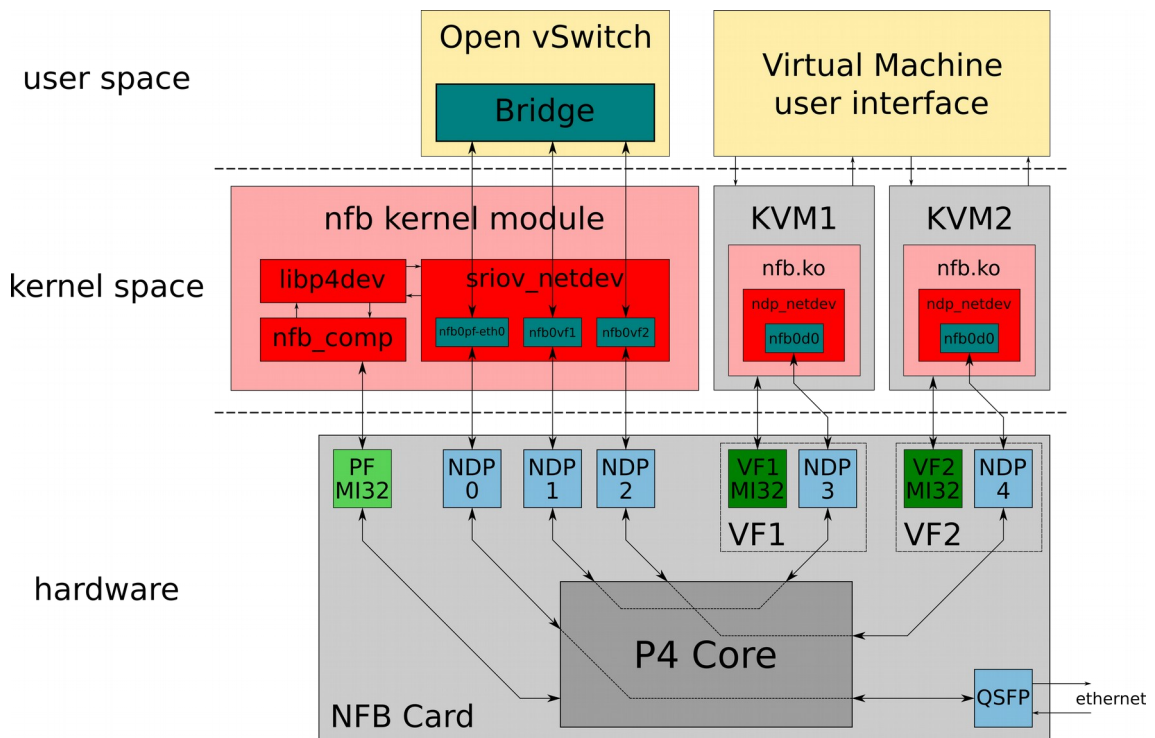 user space
Open vSwitch
Bridge
Virtual Machine
user interface
kernel space
nfb kernel module
libp4dev
nfb_comp
sriov_netdev
nfb0pf-eth0
nfb0vf1
nfb0vf2
KVM1
nfb.ko
ndp_netdev
nfb0d0
KVM2
nfb.ko
ndp_netdev
nfb0d0
hardware
PF
MI32
NDP
0
NDP
1
NDP
2
VF1
MI32
NDP
3
VF1
VF2
MI32
NDP
4
VF2
P4 Core
NFB Card
QSFP
ethernet